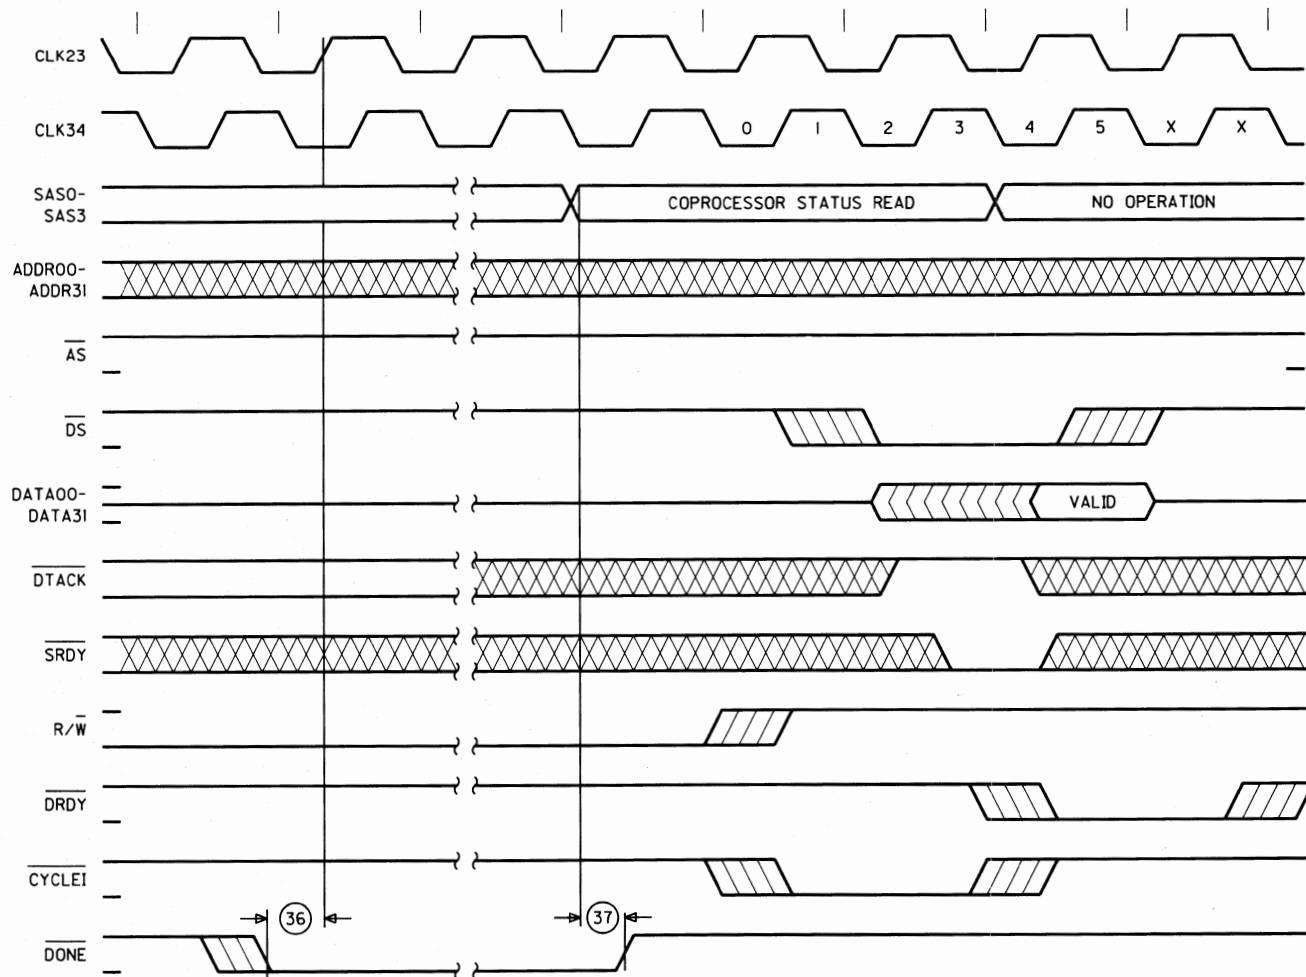 CLK23
CLK34
0 1 2 3 4 5 X X
SAS0-
SAS3
COPROCESSOR STATUS READ
NO OPERATION
ADDR00-
ADDR31
AS
DS
DATA00-
DATA31
VALID
DTACK
SRDY
R/W
DRDY
CYCLEI
36
37
DONE